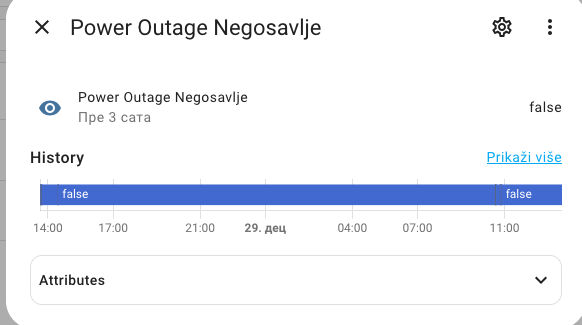 Power Outage Negosavlje
Power Outage Negosavlje
Пре 3 сата
false
History
Prikaži više
false false
14:00 17:00 21:00 29. дец 04:00 07:00 11:00
Attributes